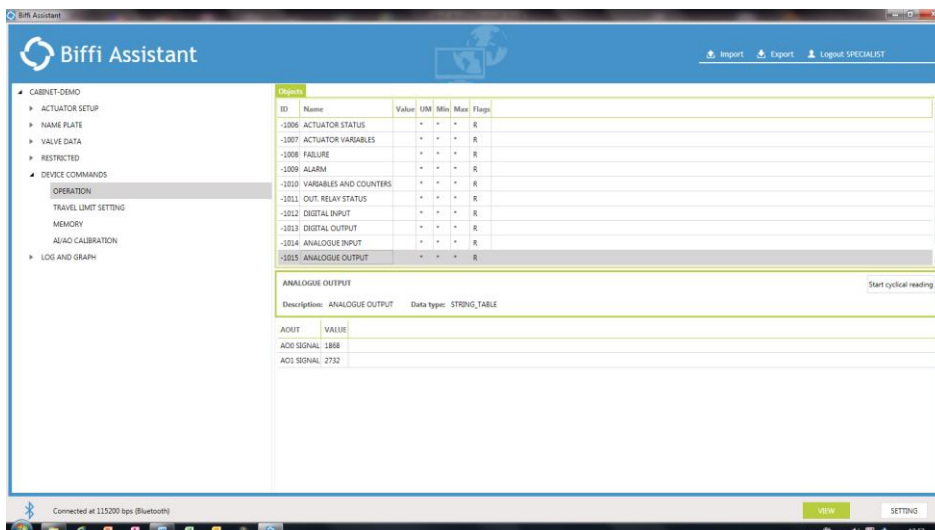 Biffi Assistant
Biffi Assistant
Import Export Logout SPECIALIST
CABINET-DEMO
ACTUATOR SETUP
NAME PLATE
VALVE DATA
RESTRICTED
DEVICE COMMANDS
OPERATION
TRAVEL LIMIT SETTING
MEMORY
AI/AO CALIBRATION
LOG AND GRAPH
Objects
ID Name Value UM Min Max Flags
-1006 ACTUATOR STATUS * * * R
-1007 ACTUATOR VARIABLES * * * R
-1008 FAILURE * * * R
-1009 ALARM * * * R
-1010 VARIABLES AND COUNTERS * * * R
-1011 OUT. RELAY STATUS * * * R
-1012 DIGITAL INPUT * * * R
-1013 DIGITAL OUTPUT * * * R
-1014 ANALOGUE INPUT * * * R
-1015 ANALOGUE OUTPUT * * * R
ANALOGUE OUTPUT
Start cyclical reading
Description: ANALOGUE OUTPUT Data type: STRING_TABLE
AOUT VALUE
AO0 SIGNAL 1868
AO1 SIGNAL 2732
Connected at 115200 bps (Bluetooth)
VIEW SETTING